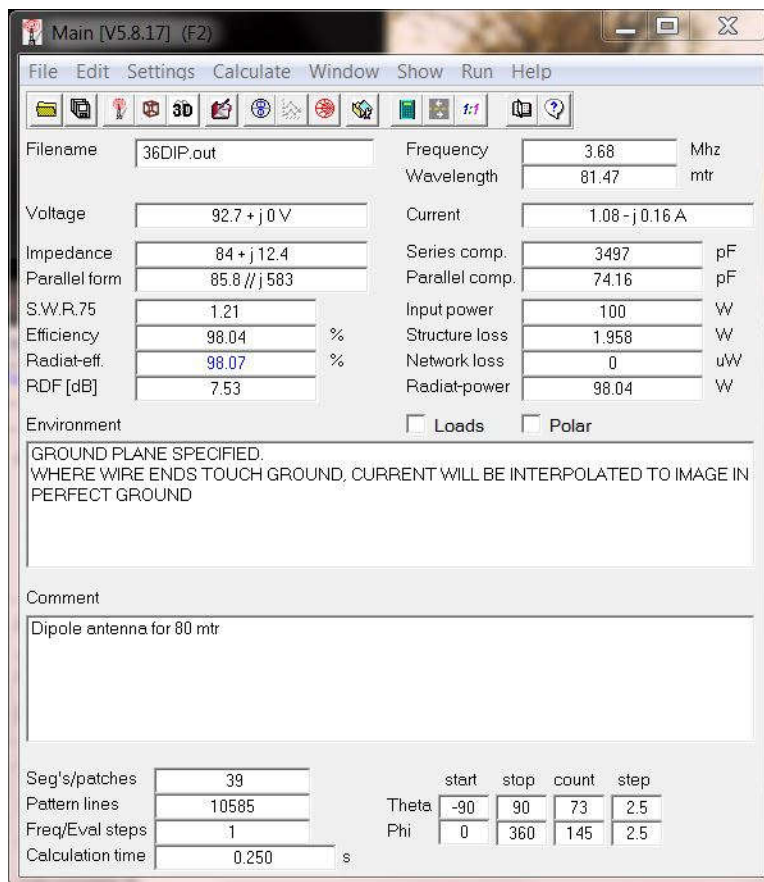 Main [V5.8.17] (F2)
File Edit Settings Calculate Window Show Run Help
3D 1:1
Filename 36DIP.out Frequency 3.68 Mhz
Wavelength 81.47 mtr
Voltage 92.7 + j 0 V Current 1.08 - j 0.16 A
Impedance 84 + j 12.4 Series comp. 3497 pF
Parallel form 85.8 // j 583 Parallel comp. 74.16 pF
S.W.R.75 1.21 Input power 100 W
Efficiency 98.04 % Structure loss 1.958 W
Radiat-eff. 98.07 % Network loss 0 uW
RDF [dB] 7.53 Radiat-power 98.04 W
Environment Loads Polar
GROUND PLANE SPECIFIED.
WHERE WIRE ENDS TOUCH GROUND, CURRENT WILL BE INTERPOLATED TO IMAGE IN
PERFECT GROUND
Comment
Dipole antenna for 80 mtr
Seg's/patches 39 start stop count step
Pattern lines 10585 Theta -90 90 73 2.5
Freq/Eval steps 1 Phi 0 360 145 2.5
Calculation time 0.250 s